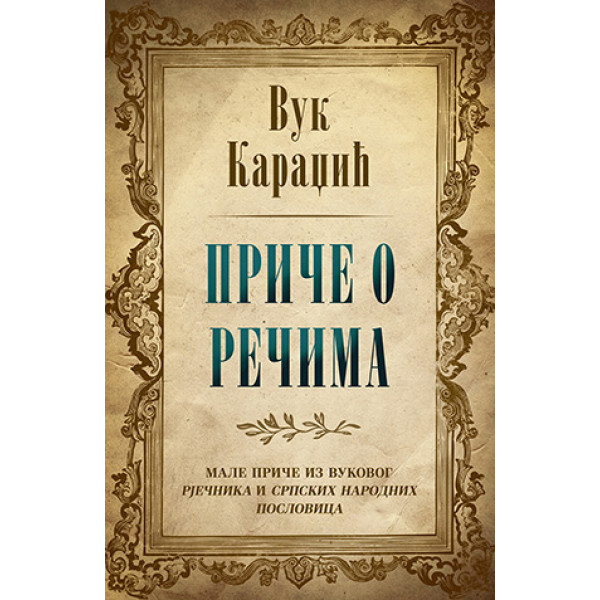 Вук
Караџић
ПРИЧЕ О
РЕЧИМА
МАЛЕ ПРИЧЕ ИЗ ВУКОВОГ
РЈЕЧНИКА И СРПСКИХ НАРОДНИХ
ПОСЛОВИЦА